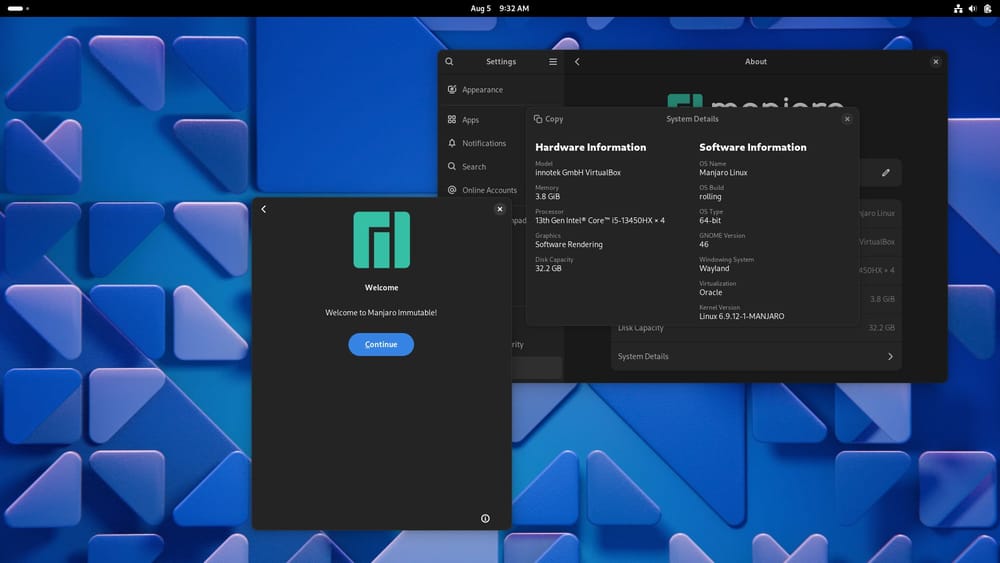 Aug 5 9:32 AM
Settings
About
Appearance
Apps
Notifications
Search
Online Accounts
manjaro
Copy
System Details
Hardware Information
Model
innotek GmbH VirtualBox
Memory
3.8 GiB
Processor
13th Gen Intel® Core™ i5-13450HX × 4
Graphics
Software Rendering
Disk Capacity
32.2 GB
Software Information
OS Name
Manjaro Linux
OS Build
rolling
OS Type
64-bit
GNOME Version
46
Windowing System
Wayland
Virtualization
Oracle
Kernel Version
Linux 6.9.12-1-MANJARO
njaro Linux
VirtualBox
450HX × 4
3.8 GiB
Disk Capacity
32.2 GB
System Details
Welcome
Welcome to Manjaro Immutable!
Continue